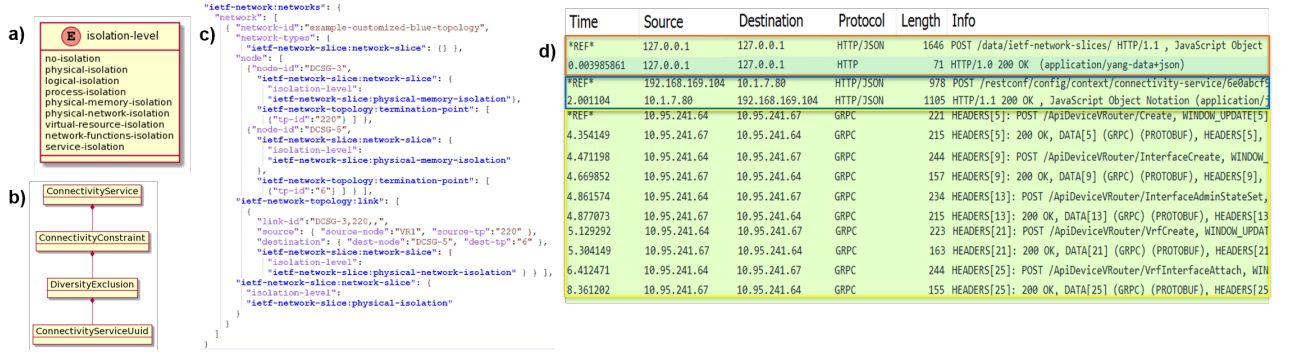 a)
E isolation-level
no-isolation
physical-isolation
logical-isolation
process-isolation
physical-memory-isolation
physical-network-isolation
virtual-resource-isolation
network-functions-isolation
service-isolation
b)
ConnectivityService
ConnectivityConstraint
DiversityExclusion
ConnectivityServiceUuid
c)
"ietf-network:networks": {
"network": [
{ "network-id":"example-customized-blue-topology",
"network-types": {
"ietf-network-slice:network-slice": {} },
"node": [
{"node-id":"DCSG-3",
"ietf-network-slice:network-slice": {
"isolation-level":
"ietf-network-slice:physical-memory-isolation"},
"ietf-network-topology:termination-point": [
{"tp-id":"220"} ] },
{"node-id":"DCSG-5",
"ietf-network-slice:network-slice": {
"isolation-level":
"ietf-network-slice:physical-memory-isolation"
},
"ietf-network-topology:termination-point": [
{"tp-id":"6"} ] } ],
"ietf-network-topology:link": [
{
"link-id":"DCSG-3,220,,",
"source": { "source-node":"VR1", "source-tp":"220" },
"destination": { "dest-node":"DCSG-5", "dest-tp":"6" },
"ietf-network-slice:network-slice": {
"isolation-level":
"ietf-network-slice:physical-network-isolation" } } ],
"ietf-network-slice:network-slice": {
"isolation-level":
"ietf-network-slice:physical-isolation"
}
}
]
}
d)
Time Source Destination Protocol Length Info
*REF* 127.0.0.1 127.0.0.1 HTTP/JSON 1646 POST /data/ietf-network-slices/ HTTP/1.1 , JavaScript Object
0.003985861 127.0.0.1 127.0.0.1 HTTP 71 HTTP/1.0 200 OK (application/yang-data+json)
*REF* 192.168.169.104 10.1.7.80 HTTP/JSON 978 POST /restconf/config/context/connectivity-service/6e0abcf9
2.001104 10.1.7.80 192.168.169.104 HTTP/JSON 1105 HTTP/1.1 200 OK , JavaScript Object Notation (application/j
*REF* 10.95.241.64 10.95.241.67 GRPC 221 HEADERS[5]: POST /ApiDeviceVRouter/Create, WINDOW_UPDATE[5]
4.354149 10.95.241.64 10.95.241.67 GRPC 215 HEADERS[5]: 200 OK, DATA[5] (GRPC) (PROTOBUF), HEADERS[5],
4.471198 10.95.241.64 10.95.241.67 GRPC 244 HEADERS[9]: POST /ApiDeviceVRouter/InterfaceCreate, WINDOW_
4.669852 10.95.241.64 10.95.241.67 GRPC 157 HEADERS[9]: 200 OK, DATA[9] (GRPC) (PROTOBUF), HEADERS[9],
4.861574 10.95.241.64 10.95.241.67 GRPC 234 HEADERS[13]: POST /ApiDeviceVRouter/InterfaceAdminStateSet,
4.877073 10.95.241.64 10.95.241.67 GRPC 215 HEADERS[13]: 200 OK, DATA[13] (GRPC) (PROTOBUF), HEADERS[13
5.129292 10.95.241.64 10.95.241.67 GRPC 223 HEADERS[21]: POST /ApiDeviceVRouter/VrfCreate, WINDOW_UPDAT
5.304149 10.95.241.64 10.95.241.67 GRPC 163 HEADERS[21]: 200 OK, DATA[21] (GRPC) (PROTOBUF), HEADERS[21
6.412471 10.95.241.64 10.95.241.67 GRPC 244 HEADERS[25]: POST /ApiDeviceVRouter/VrfInterfaceAttach, WIN
8.361202 10.95.241.64 10.95.241.67 GRPC 155 HEADERS[25]: 200 OK, DATA[25] (GRPC) (PROTOBUF), HEADERS[25